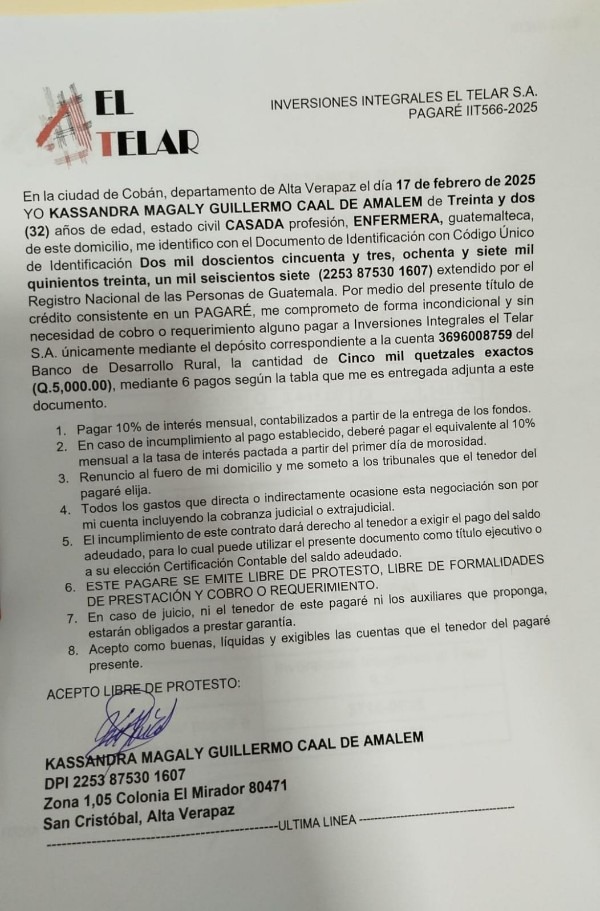 EL
TELAR
INVERSIONES INTEGRALES EL TELAR S.A.
PAGARÉ IIT566-2025
En la ciudad de Cobán, departamento de Alta Verapaz el día 17 de febrero de 2025
YO KASSANDRA MAGALY GUILLERMO CAAL DE AMALEM de Treinta y dos
(32) años de edad, estado civil CASADA profesión, ENFERMERA, guatemalteca,
de este domicilio, me identifico con el Documento de Identificación con Código Único
de Identificación Dos mil doscientos cincuenta y tres, ochenta y siete mil
quinientos treinta, un mil seiscientos siete (2253 87530 1607) extendido por el
Registro Nacional de las Personas de Guatemala. Por medio del presente título de
crédito consistente en un PAGARÉ, me comprometo de forma incondicional y sin
necesidad de cobro o requerimiento alguno pagar a Inversiones Integrales el Telar
S.A. únicamente mediante el depósito correspondiente a la cuenta 3696008759 del
Banco de Desarrollo Rural, la cantidad de Cinco mil quetzales exactos
(Q.5,000.00), mediante 6 pagos según la tabla que me es entregada adjunta a este
documento.
1. Pagar 10% de interés mensual, contabilizados a partir de la entrega de los fondos.
2. En caso de incumplimiento al pago establecido, deberé pagar el equivalente al 10%
mensual a la tasa de interés pactada a partir del primer día de morosidad.
3. Renuncio al fuero de mi domicilio y me someto a los tribunales que el tenedor del
pagaré elija.
4. Todos los gastos que directa o indirectamente ocasione esta negociación son por
mi cuenta incluyendo la cobranza judicial o extrajudicial.
5. El incumplimiento de este contrato dará derecho al tenedor a exigir el pago del saldo
adeudado, para lo cual puede utilizar el presente documento como título ejecutivo o
a su elección Certificación Contable del saldo adeudado.
6. ESTE PAGARE SE EMITE LIBRE DE PROTESTO, LIBRE DE FORMALIDADES
DE PRESTACIÓN Y COBRO O REQUERIMIENTO.
7. En caso de juicio, ni el tenedor de este pagaré ni los auxiliares que proponga,
estarán obligados a prestar garantía.
8. Acepto como buenas, líquidas y exigibles las cuentas que el tenedor del pagaré
presente.
ACEPTO LIBRE DE PROTESTO:
KASSANDRA MAGALY GUILLERMO CAAL DE AMALEM
DPI 2253 87530 1607
Zona 1,05 Colonia El Mirador 80471
San Cristóbal, Alta Verapaz
---ULTIMA LINEA ---